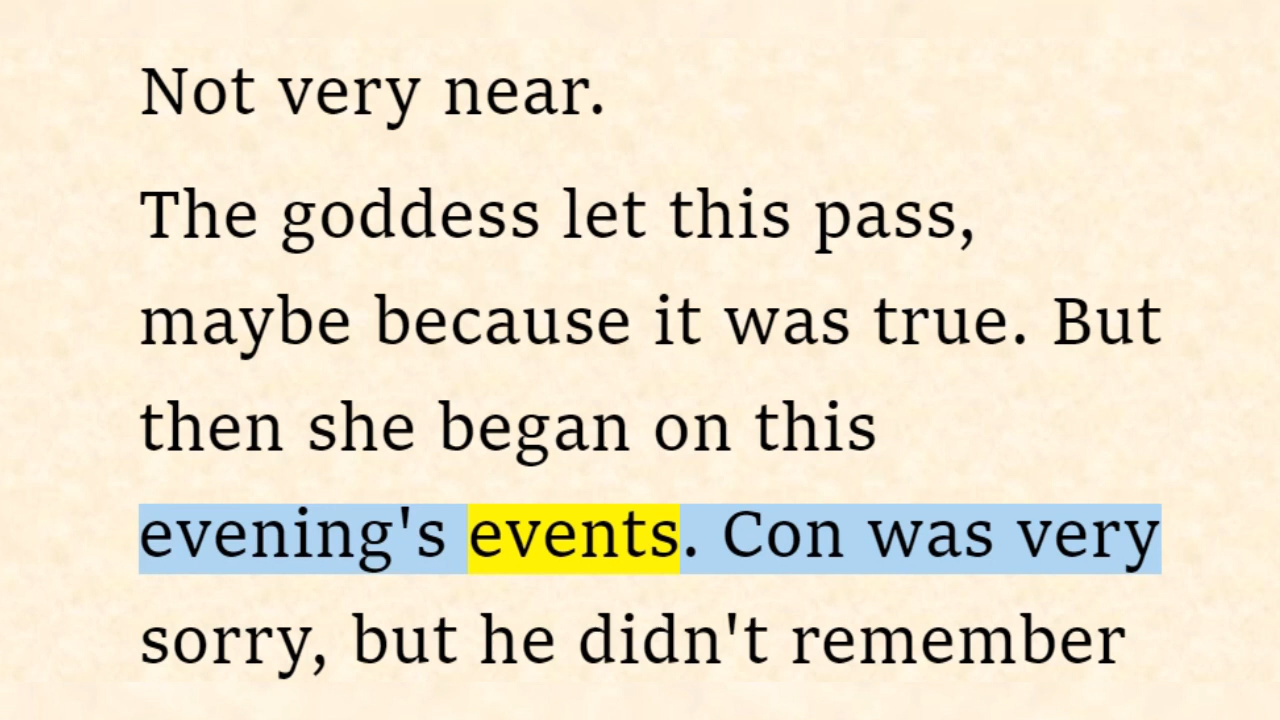 Not very near.
The goddess let this pass,
maybe because it was true. But
then she began on this
evening's events. Con was very
sorry, but he didn't remember